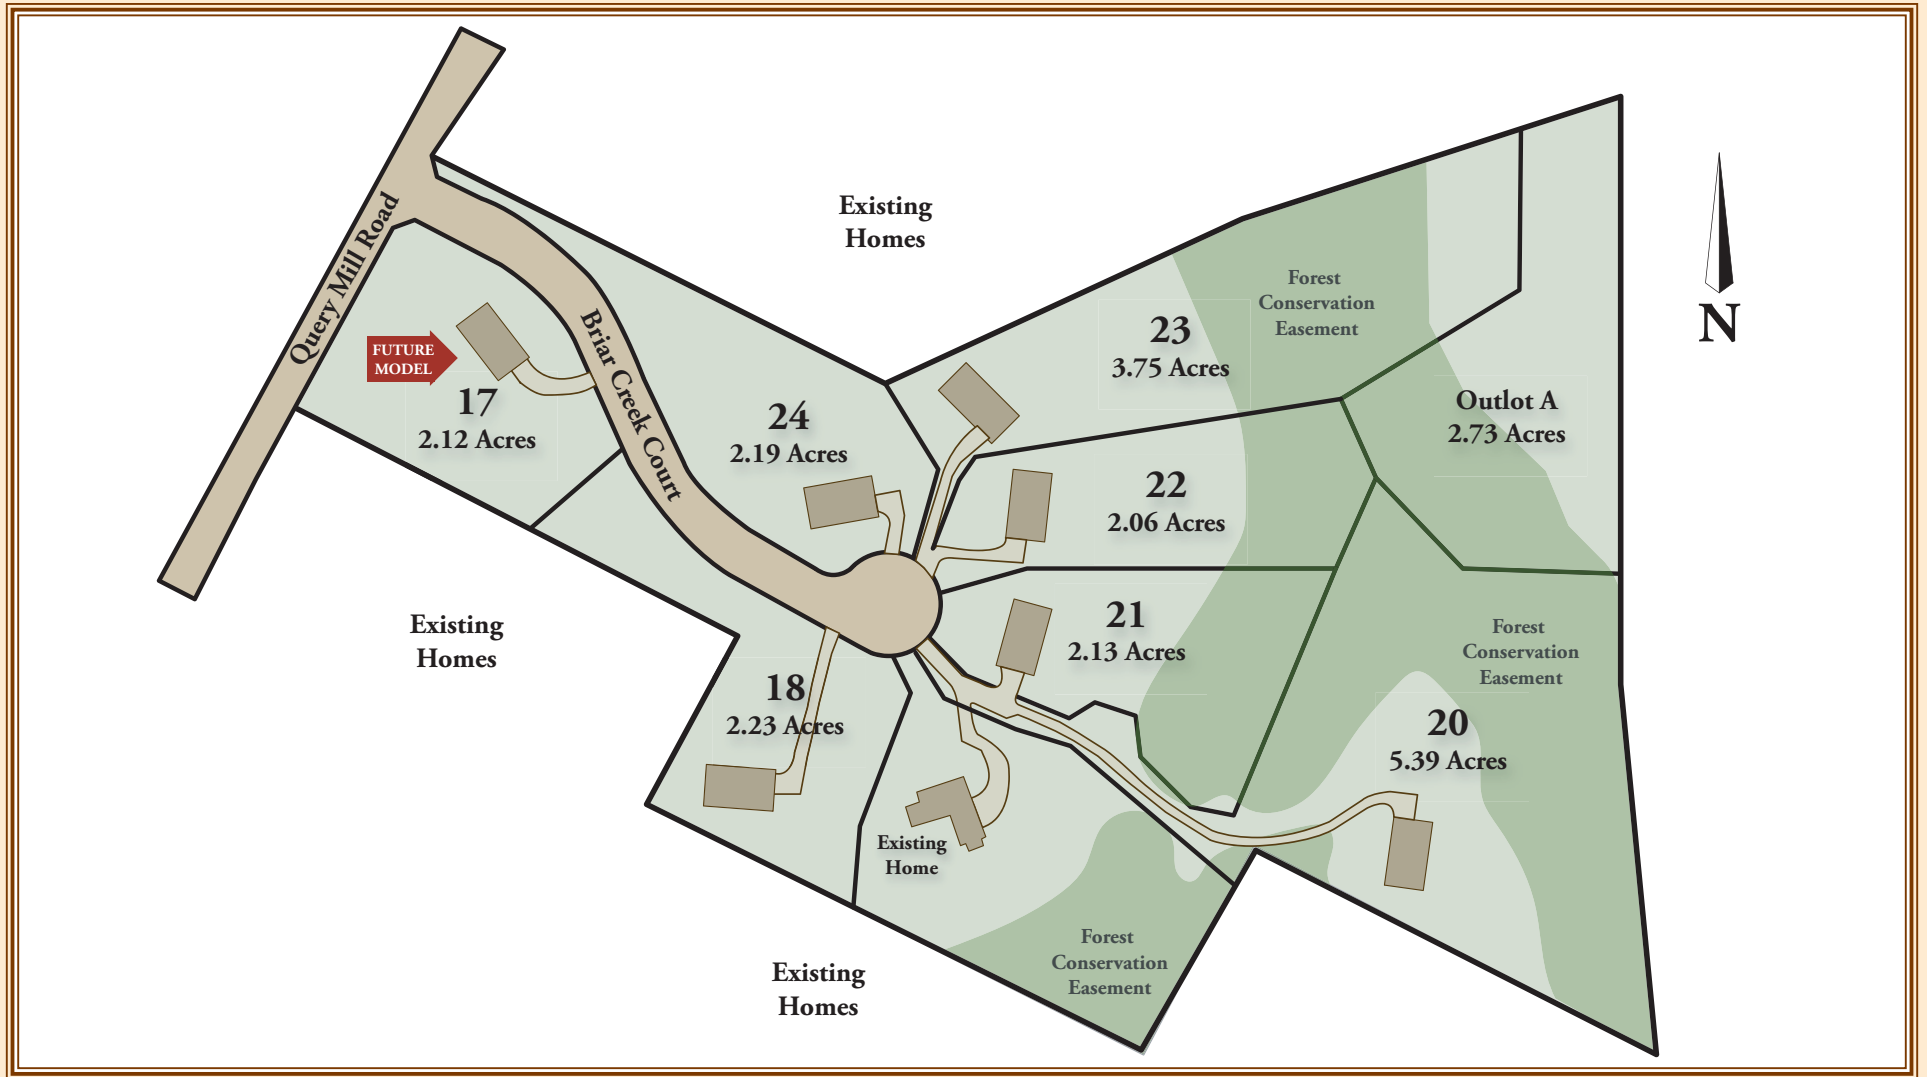 Existing
Homes
Query Mill Road
Briar Creek Court
FUTURE
MODEL
17
2.12 Acres
24
2.19 Acres
23
3.75 Acres
Forest
Conservation
Easement
N
Outlot A
2.73 Acres
22
2.06 Acres
21
2.13 Acres
Existing
Homes
18
2.23 Acres
Forest
Conservation
Easement
20
5.39 Acres
Existing
Home
Forest
Conservation
Easement
Existing
Homes